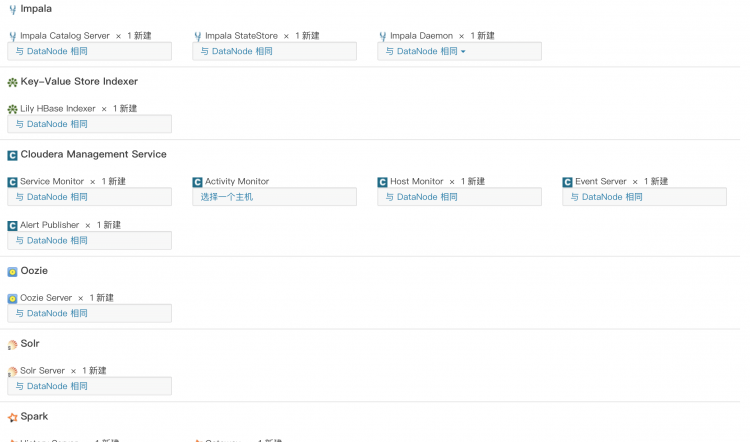 Impala
Impala Catalog Server × 1 新建 Impala StateStore × 1 新建 Impala Daemon × 1 新建
与 DataNode 相同 与 DataNode 相同 与 DataNode 相同
Key-Value Store Indexer
Lily HBase Indexer × 1 新建
与 DataNode 相同
Cloudera Management Service
Service Monitor × 1 新建 Activity Monitor Host Monitor × 1 新建 Event Server × 1 新建
与 DataNode 相同 选择一个主机 与 DataNode 相同 与 DataNode 相同
Alert Publisher × 1 新建
与 DataNode 相同
Oozie
Oozie Server × 1 新建
与 DataNode 相同
Solr
Solr Server × 1 新建
与 DataNode 相同
Spark